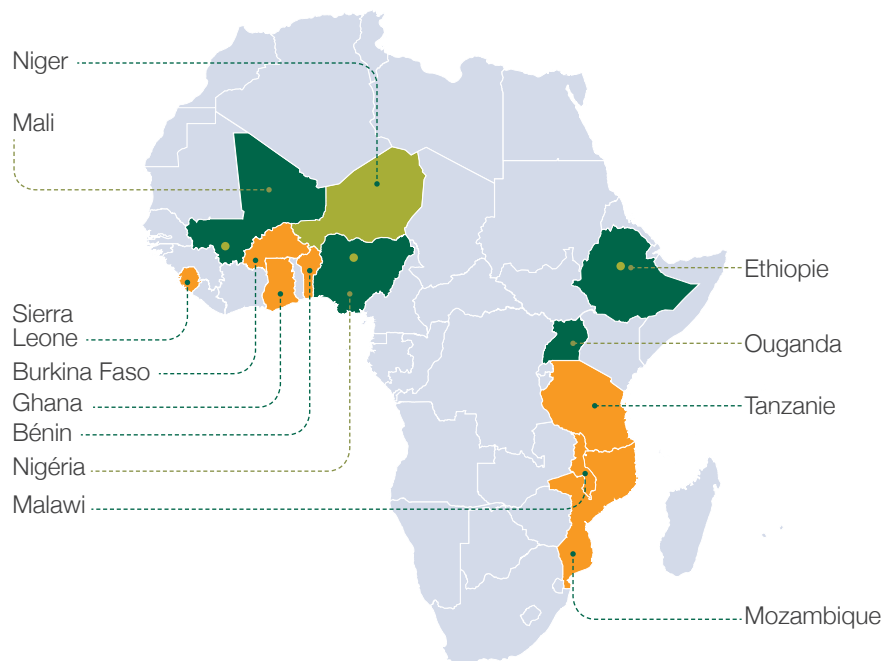 Niger
Mali
Sierra
Leone
Burkina Faso
Ghana
Bénin
Nigéria
Malawi
Ethiopie
Ouganda
Tanzanie
Mozambique